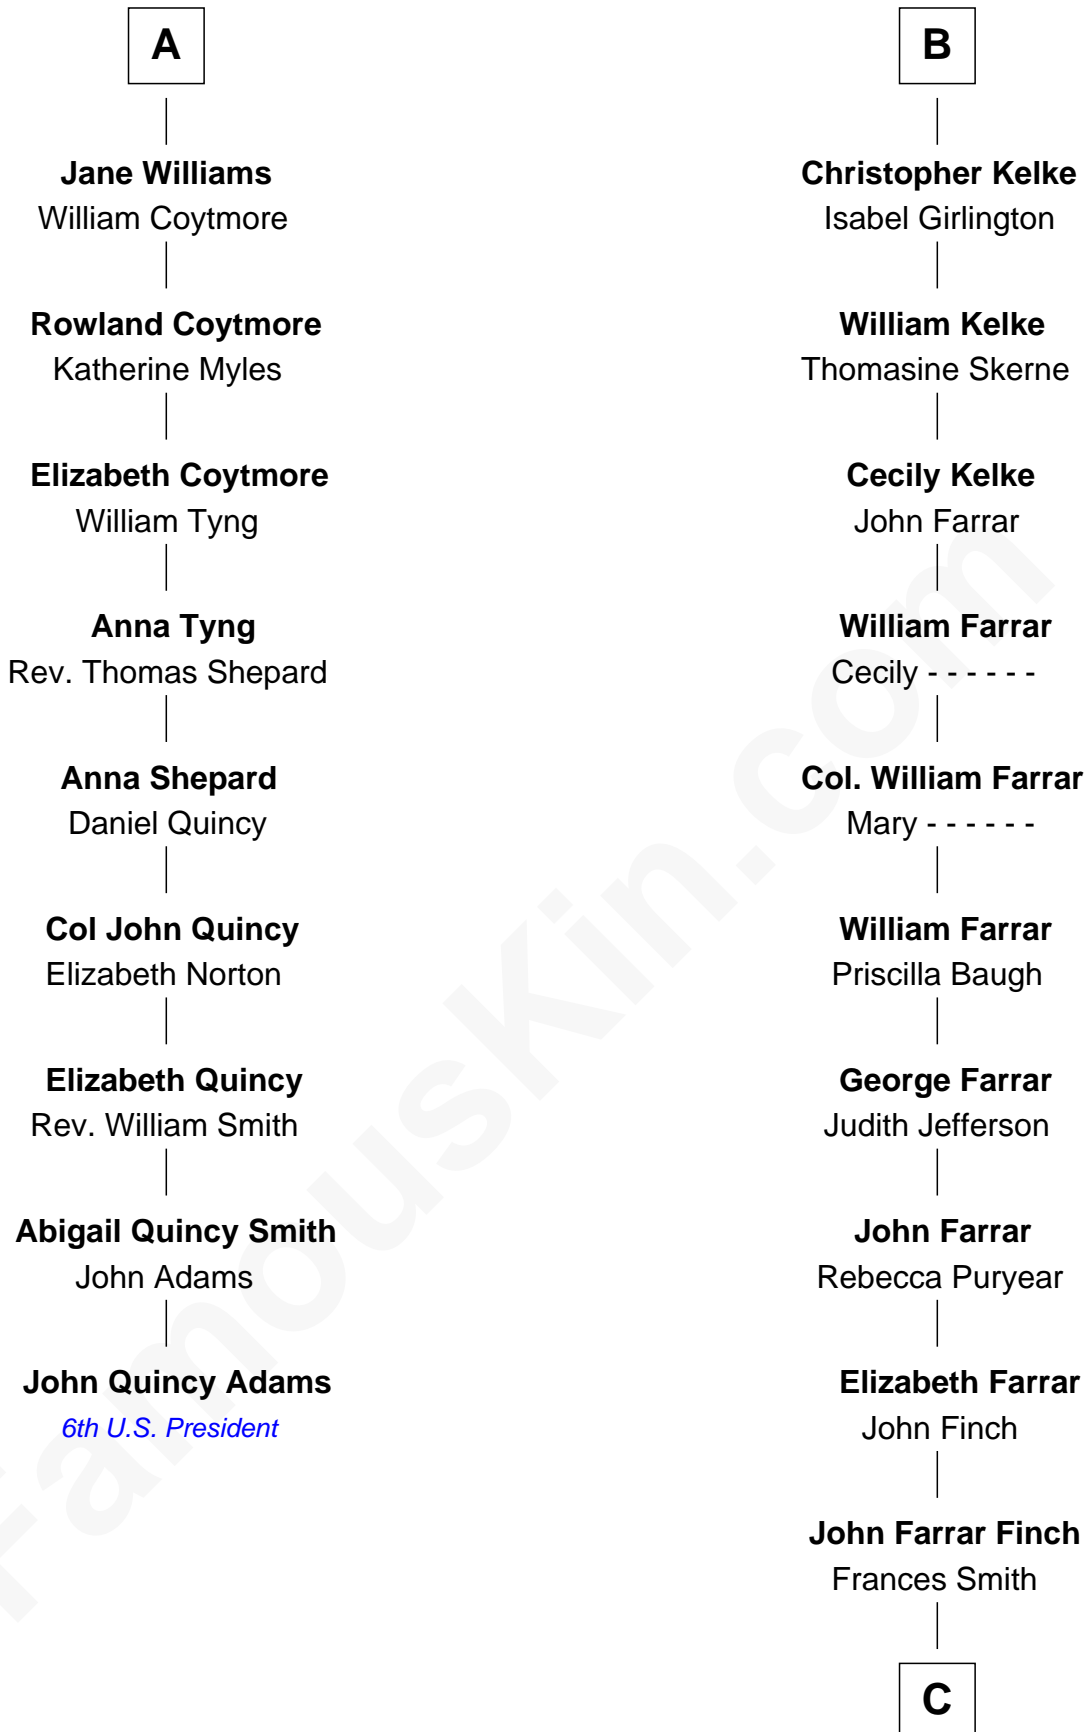 A
Jane Williams
William Coytmore
Rowland Coytmore
Katherine Myles
Elizabeth Coytmore
William Tyng
Anna Tyng
Rev. Thomas Shepard
Anna Shepard
Daniel Quincy
Col John Quincy
Elizabeth Norton
Elizabeth Quincy
Rev. William Smith
Abigail Quincy Smith
John Adams
John Quincy Adams
6th U.S. President
B
Christopher Kelke
Isabel Girlington
William Kelke
Thomasine Skerne
Cecily Kelke
John Farrar
William Farrar
Cecily - - - - - -
Col. William Farrar
Mary - - - - - -
William Farrar
Priscilla Baugh
George Farrar
Judith Jefferson
John Farrar
Rebecca Puryear
Elizabeth Farrar
John Finch
John Farrar Finch
Frances Smith
C
FamousKin.com